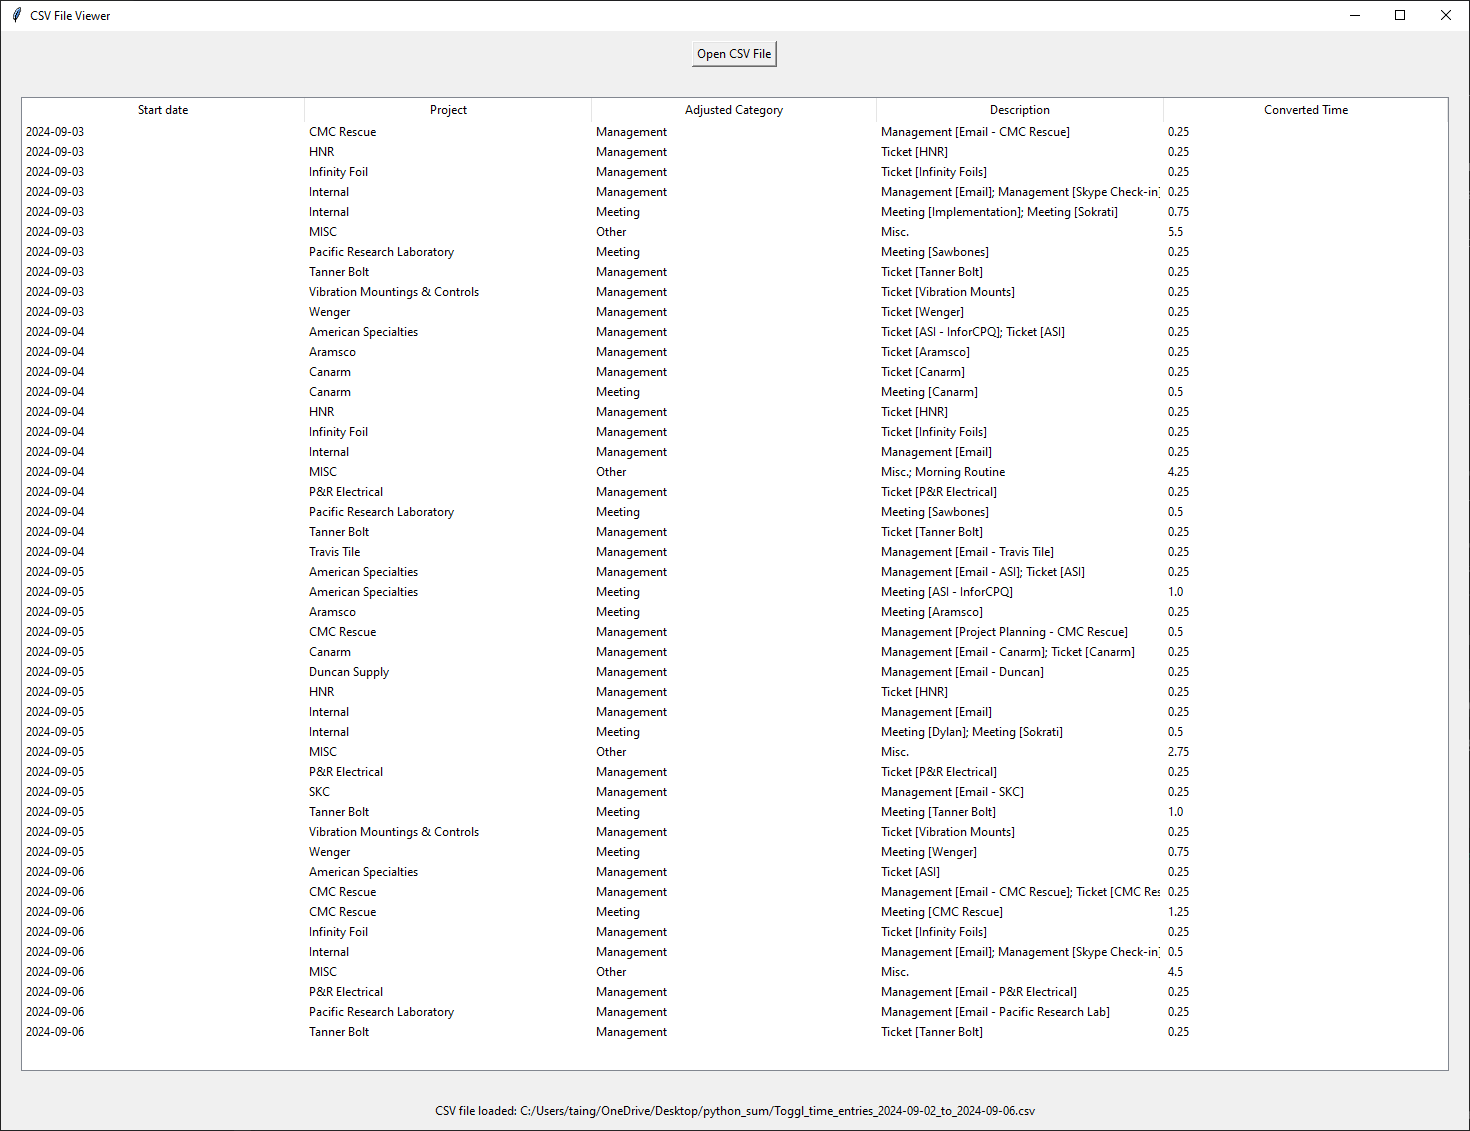 CSV File Viewer
Open CSV File
Start date Project Adjusted Category Description Converted Time
2024-09-03 CMC Rescue Management Management [Email - CMC Rescue] 0.25
2024-09-03 HNR Management Ticket [HNR] 0.25
2024-09-03 Infinity Foil Management Ticket [Infinity Foils] 0.25
2024-09-03 Internal Management Management [Email]; Management [Skype Check-in] 0.25
2024-09-03 Internal Meeting Meeting [Implementation]; Meeting [Sokrati] 0.75
2024-09-03 MISC Other Misc. 5.5
2024-09-03 Pacific Research Laboratory Meeting Meeting [Sawbones] 0.25
2024-09-03 Tanner Bolt Management Ticket [Tanner Bolt] 0.25
2024-09-03 Vibration Mountings & Controls Management Ticket [Vibration Mounts] 0.25
2024-09-03 Wenger Management Ticket [Wenger] 0.25
2024-09-04 American Specialties Management Ticket [ASI - InforCPQ]; Ticket [ASI] 0.25
2024-09-04 Aramsco Management Ticket [Aramsco] 0.25
2024-09-04 Canarm Management Ticket [Canarm] 0.25
2024-09-04 Canarm Meeting Meeting [Canarm] 0.5
2024-09-04 HNR Management Ticket [HNR] 0.25
2024-09-04 Infinity Foil Management Ticket [Infinity Foils] 0.25
2024-09-04 Internal Management Management [Email] 0.25
2024-09-04 MISC Other Misc.; Morning Routine 4.25
2024-09-04 P&R Electrical Management Ticket [P&R Electrical] 0.25
2024-09-04 Pacific Research Laboratory Meeting Meeting [Sawbones] 0.5
2024-09-04 Tanner Bolt Management Ticket [Tanner Bolt] 0.25
2024-09-04 Travis Tile Management Management [Email - Travis Tile] 0.25
2024-09-05 American Specialties Management Management [Email - ASI]; Ticket [ASI] 0.25
2024-09-05 American Specialties Meeting Meeting [ASI - InforCPQ] 1.0
2024-09-05 Aramsco Meeting Meeting [Aramsco] 0.25
2024-09-05 CMC Rescue Management Management [Project Planning - CMC Rescue] 0.5
2024-09-05 Canarm Management Management [Email - Canarm]; Ticket [Canarm] 0.25
2024-09-05 Duncan Supply Management Management [Email - Duncan] 0.25
2024-09-05 HNR Management Ticket [HNR] 0.25
2024-09-05 Internal Management Management [Email] 0.25
2024-09-05 Internal Meeting Meeting [Dylan]; Meeting [Sokrati] 0.5
2024-09-05 MISC Other Misc. 2.75
2024-09-05 P&R Electrical Management Ticket [P&R Electrical] 0.25
2024-09-05 SKC Management Management [Email - SKC] 0.25
2024-09-05 Tanner Bolt Meeting Meeting [Tanner Bolt] 1.0
2024-09-05 Vibration Mountings & Controls Management Ticket [Vibration Mounts] 0.25
2024-09-05 Wenger Meeting Meeting [Wenger] 0.75
2024-09-06 American Specialties Management Ticket [ASI] 0.25
2024-09-06 CMC Rescue Management Management [Email - CMC Rescue]; Ticket [CMC Res 0.25
2024-09-06 CMC Rescue Meeting Meeting [CMC Rescue] 1.25
2024-09-06 Infinity Foil Management Ticket [Infinity Foils] 0.25
2024-09-06 Internal Management Management [Email]; Management [Skype Check-in] 0.5
2024-09-06 MISC Other Misc. 4.5
2024-09-06 P&R Electrical Management Management [Email - P&R Electrical] 0.25
2024-09-06 Pacific Research Laboratory Management Management [Email - Pacific Research Lab] 0.25
2024-09-06 Tanner Bolt Management Ticket [Tanner Bolt] 0.25
CSV file loaded: C:/Users/taing/OneDrive/Desktop/python_sum/Toggl_time_entries_2024-09-02_to_2024-09-06.csv